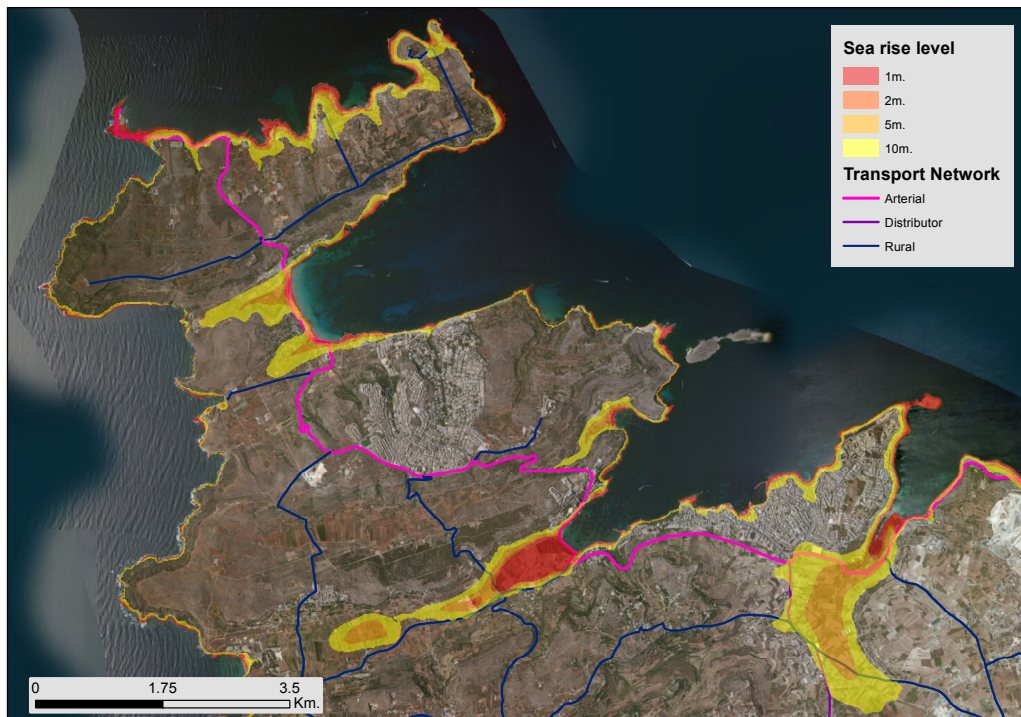 Sea rise level
1m.
2m.
5m.
10m.
Transport Network
Arterial
Distributor
Rural
0 1.75 3.5
Km.